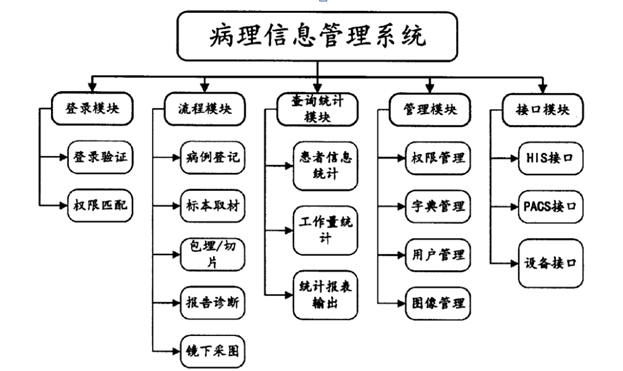 病理信息管理系统
登录模块
登录验证
权限匹配
流程模块
病例登记
标本取材
包埋/切
片
报告诊断
镜下采图
查询统计
模块
患者信息
统计
工作量统
计
统计报表
输出
管理模块
权限管理
字典管理
用户管理
图像管理
接口模块
HIS接口
PACS接口
设备接口